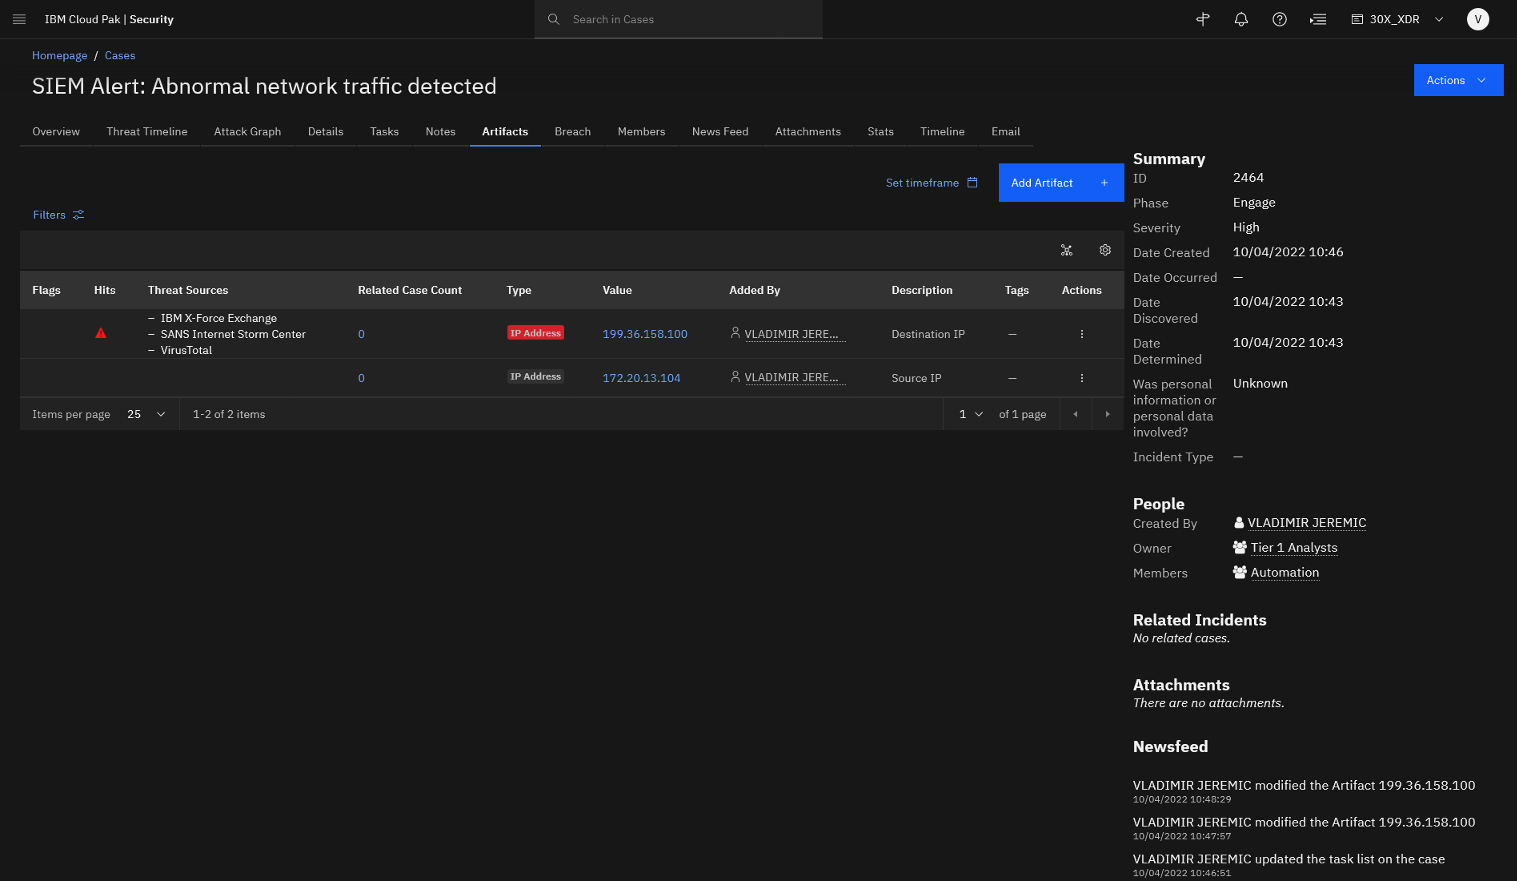 IBM Cloud Pak | Security
Search in Cases
30X_XDR
V
Homepage / Cases
SIEM Alert: Abnormal network traffic detected
Actions
Overview Threat Timeline Attack Graph Details Tasks Notes Artifacts Breach Members News Feed Attachments Stats Timeline Email
Set timeframe
Add Artifact +
Filters
Flags Hits Threat Sources Related Case Count Type Value Added By Description Tags Actions
– IBM X-Force Exchange
– SANS Internet Storm Center
– VirusTotal
0 IP Address 199.36.158.100 VLADIMIR JERE... Destination IP —
0 IP Address 172.20.13.104 VLADIMIR JERE... Source IP —
Items per page 25 1-2 of 2 items 1 of 1 page
Summary
ID 2464
Phase Engage
Severity High
Date Created 10/04/2022 10:46
Date Occurred —
Date Discovered 10/04/2022 10:43
Date Determined 10/04/2022 10:43
Was personal information or personal data involved? Unknown
Incident Type —
People
Created By VLADIMIR JEREMIC
Owner Tier 1 Analysts
Members Automation
Related Incidents
No related cases.
Attachments
There are no attachments.
Newsfeed
VLADIMIR JEREMIC modified the Artifact 199.36.158.100
10/04/2022 10:48:29
VLADIMIR JEREMIC modified the Artifact 199.36.158.100
10/04/2022 10:47:57
VLADIMIR JEREMIC updated the task list on the case
10/04/2022 10:46:51